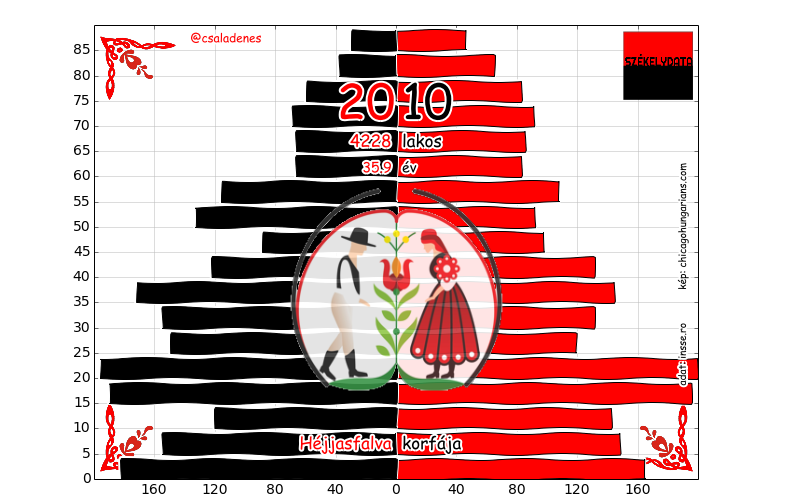 @csaladenes
SZÉKELYDATA
2010
4228 lakos
35.9 év
kép: chicagohungarians.com
adat: insse.ro
Héjjasfalva korfája
85
80
75
70
65
60
55
50
45
40
35
30
25
20
15
10
5
0
160 120 80 40 0 40 80 120 160